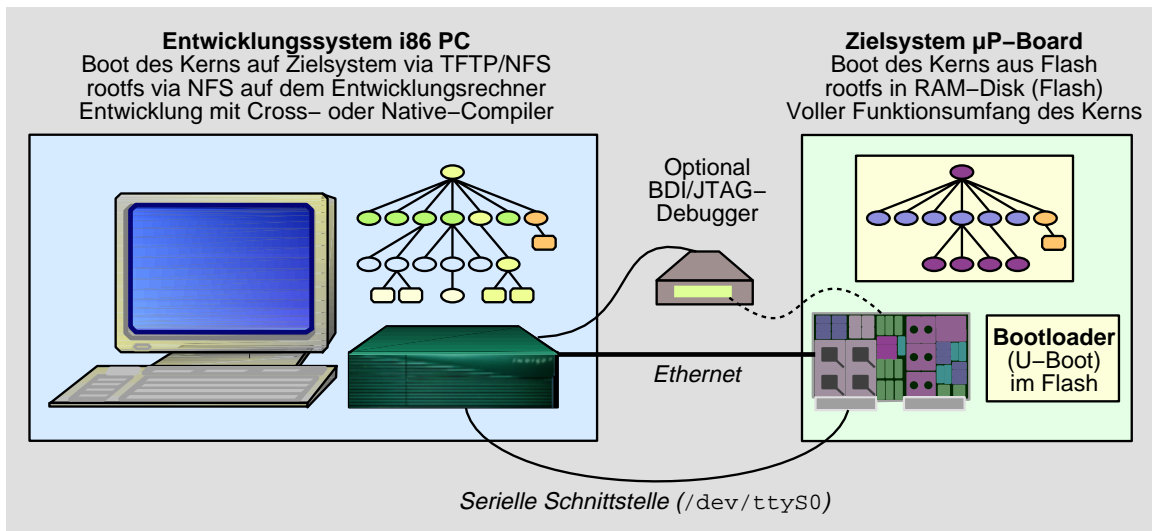 Entwicklungssystem i86 PC
Boot des Kerns auf Zielsystem via TFTP/NFS
rootfs via NFS auf dem Entwicklungsrechner
Entwicklung mit Cross− oder Native−Compiler
Zielsystem µP−Board
Boot des Kerns aus Flash
rootfs in RAM−Disk (Flash)
Voller Funktionsumfang des Kerns
Optional
BDI/JTAG−
Debugger
Bootloader
(U−Boot)
im Flash
Ethernet
Serielle Schnittstelle (/dev/ttyS0)